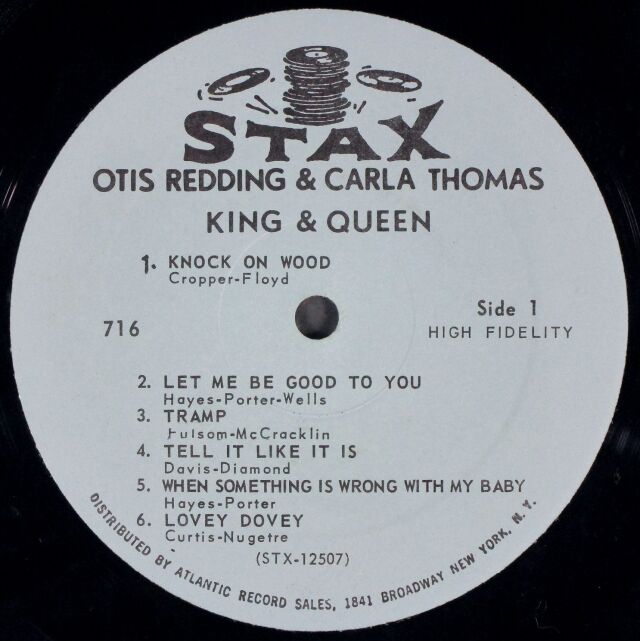 STAX
OTIS REDDING & CARLA THOMAS
KING & QUEEN
1. KNOCK ON WOOD
Cropper-Floyd
716
Side 1
HIGH FIDELITY
2. LET ME BE GOOD TO YOU
Hayes-Porter-Wells
3. TRAMP
Fulsom-McCracklin
4. TELL IT LIKE IT IS
Davis-Diamond
5. WHEN SOMETHING IS WRONG WITH MY BABY
Hayes-Porter
6. LOVEY DOVEY
Curtis-Nugetre
(STX-12507)
DISTRIBUTED BY ATLANTIC RECORD SALES, 1841 BROADWAY NEW YORK, N. Y.